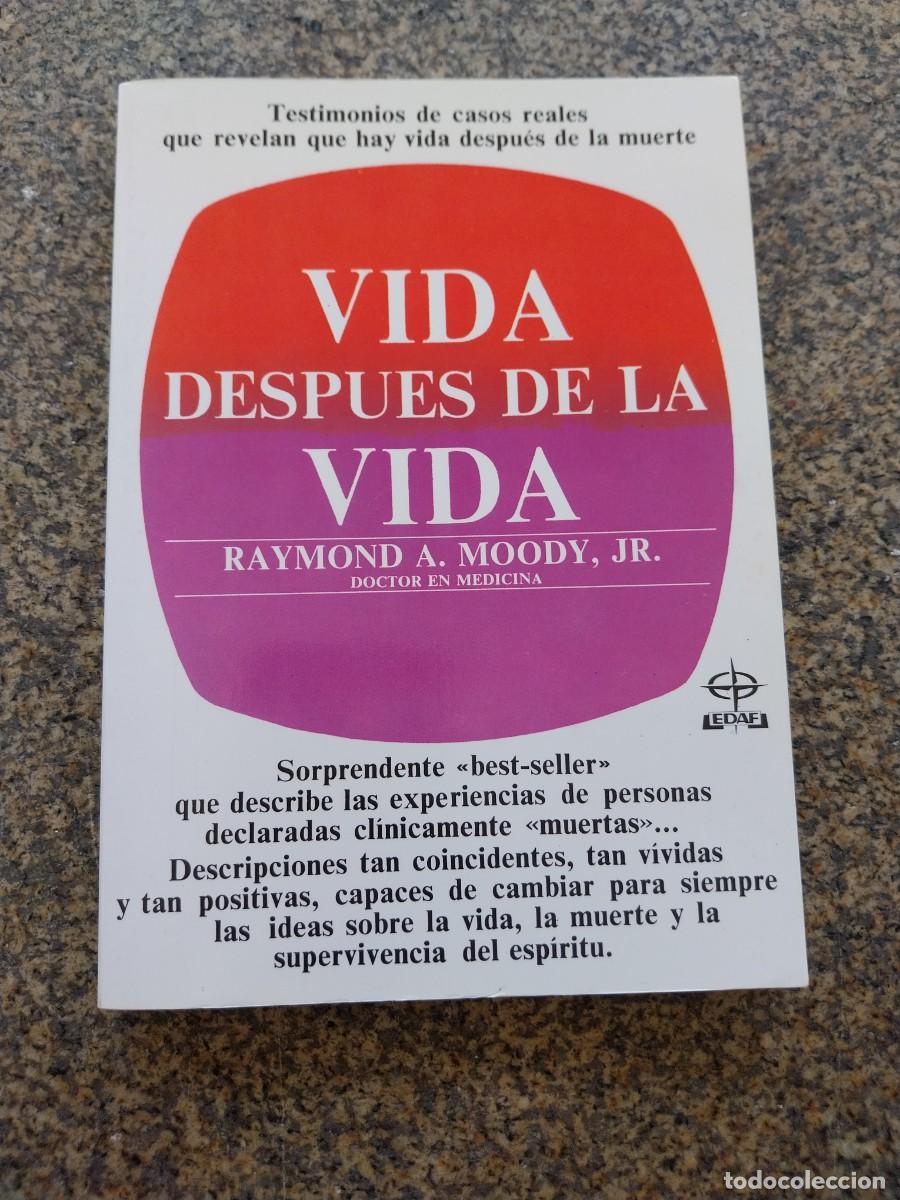 Testimonios de casos reales
que revelan que hay vida después de la muerte
VIDA
DESPUES DE LA
VIDA
RAYMOND A. MOODY, JR.
DOCTOR EN MEDICINA
EDAF
Sorprendente «best-seller»
que describe las experiencias de personas
declaradas clínicamente «muertas»...
Descripciones tan coincidentes, tan vívidas
y tan positivas, capaces de cambiar para siempre
las ideas sobre la vida, la muerte y la
supervivencia del espíritu.
todocoleccion